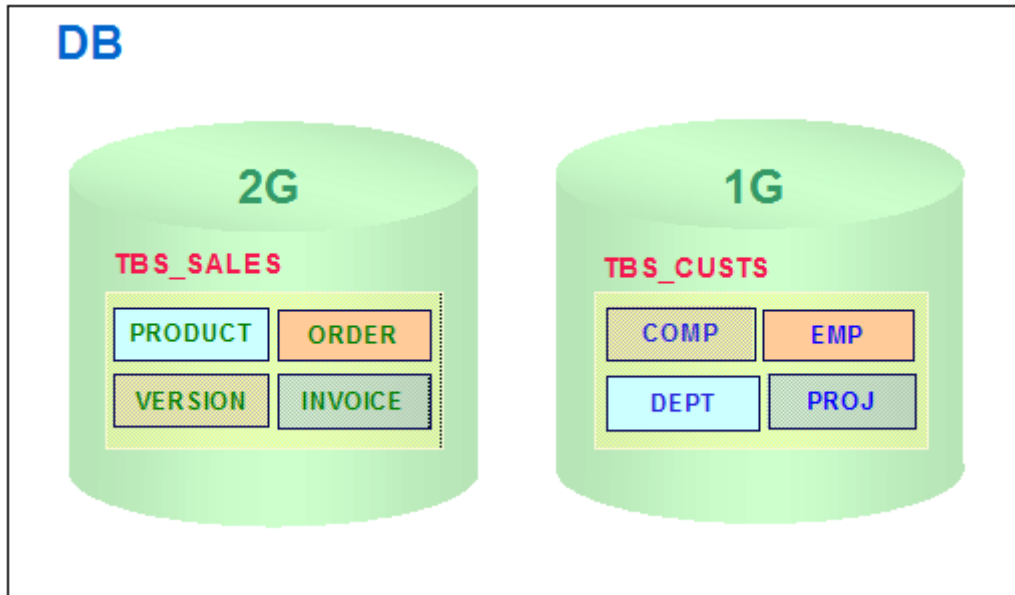 DB
2G
TBS_SALES
PRODUCT
ORDER
VERSION
INVOICE
1G
TBS_CUSTS
COMP
EMP
DEPT
PROJ